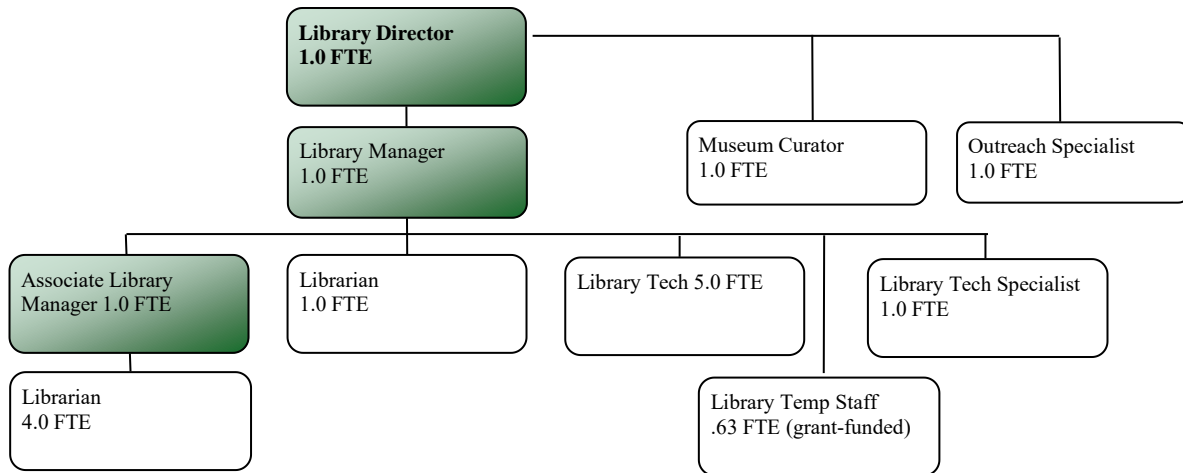 Library Director
1.0 FTE
Library Manager
1.0 FTE
Museum Curator
1.0 FTE
Outreach Specialist
1.0 FTE
Associate Library
Manager 1.0 FTE
Librarian
1.0 FTE
Library Tech 5.0 FTE
Library Tech Specialist
1.0 FTE
Librarian
4.0 FTE
Library Temp Staff
.63 FTE (grant-funded)